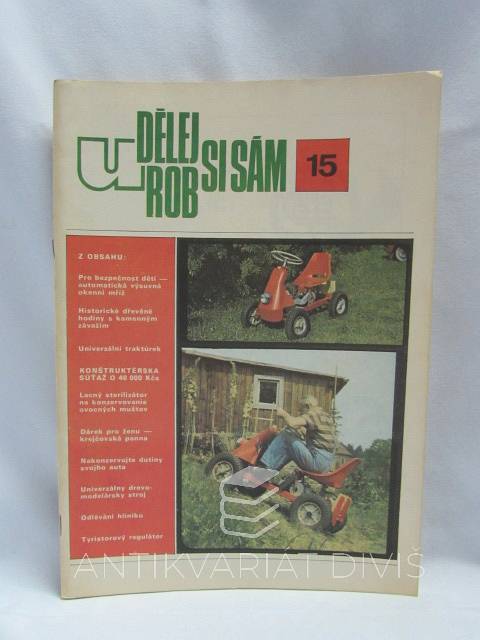 UDĚLEJ
UROB SI SÁM 15
Z OBSAHU:
Pro bezpečnost dětí —
automatická výsuvná
okenní mříž
Historické dřevěné
hodiny s kamenným
závažím
Univerzální traktůrek
KONŠTRUKTÉRSKA
SÚŤAŽ O 40 000 Kčs
Lacný sterilizátor
na konzervovanie
ovocných muštov
Dárek pro ženu —
krejčovská panna
Nakonzervujte dutiny
svojho auta
Univerzálny drevo-
modelársky stroj
Odlévání hliníku
Tyristorový regulátor
ANTIKVARIÁT DIVIŠ